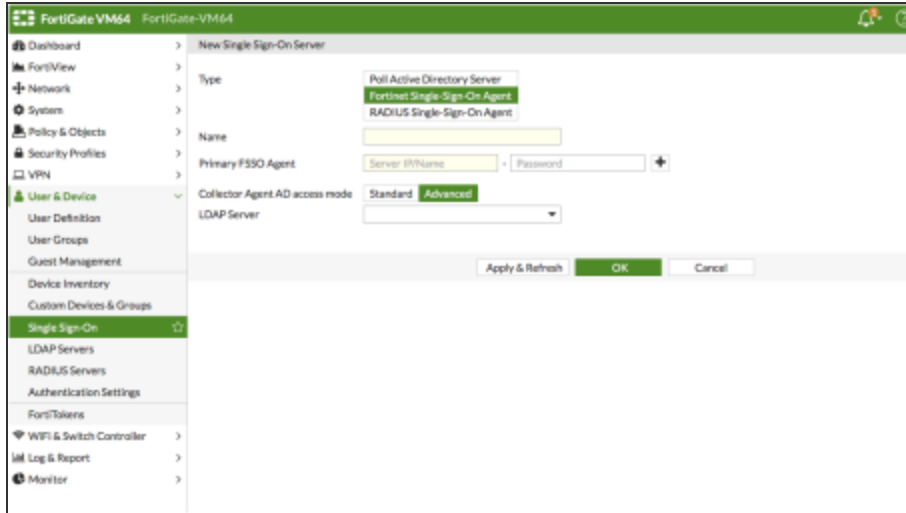 FortiGate VM64 FortiGate-VM64
Dashboard
FortiView
Network
System
Policy & Objects
Security Profiles
VPN
User & Device
User Definition
User Groups
Guest Management
Device Inventory
Custom Devices & Groups
Single Sign-On
LDAP Servers
RADIUS Servers
Authentication Settings
FortiTokens
WiFi & Switch Controller
Log & Report
Monitor
New Single Sign-On Server
Type
Poll Active Directory Server
Fortinet Single-Sign-On Agent
RADIUS Single-Sign-On Agent
Name
Primary FSSO Agent Server IP/Name - Password
Collector Agent AD access mode Standard Advanced
LDAP Server
Apply & Refresh OK Cancel